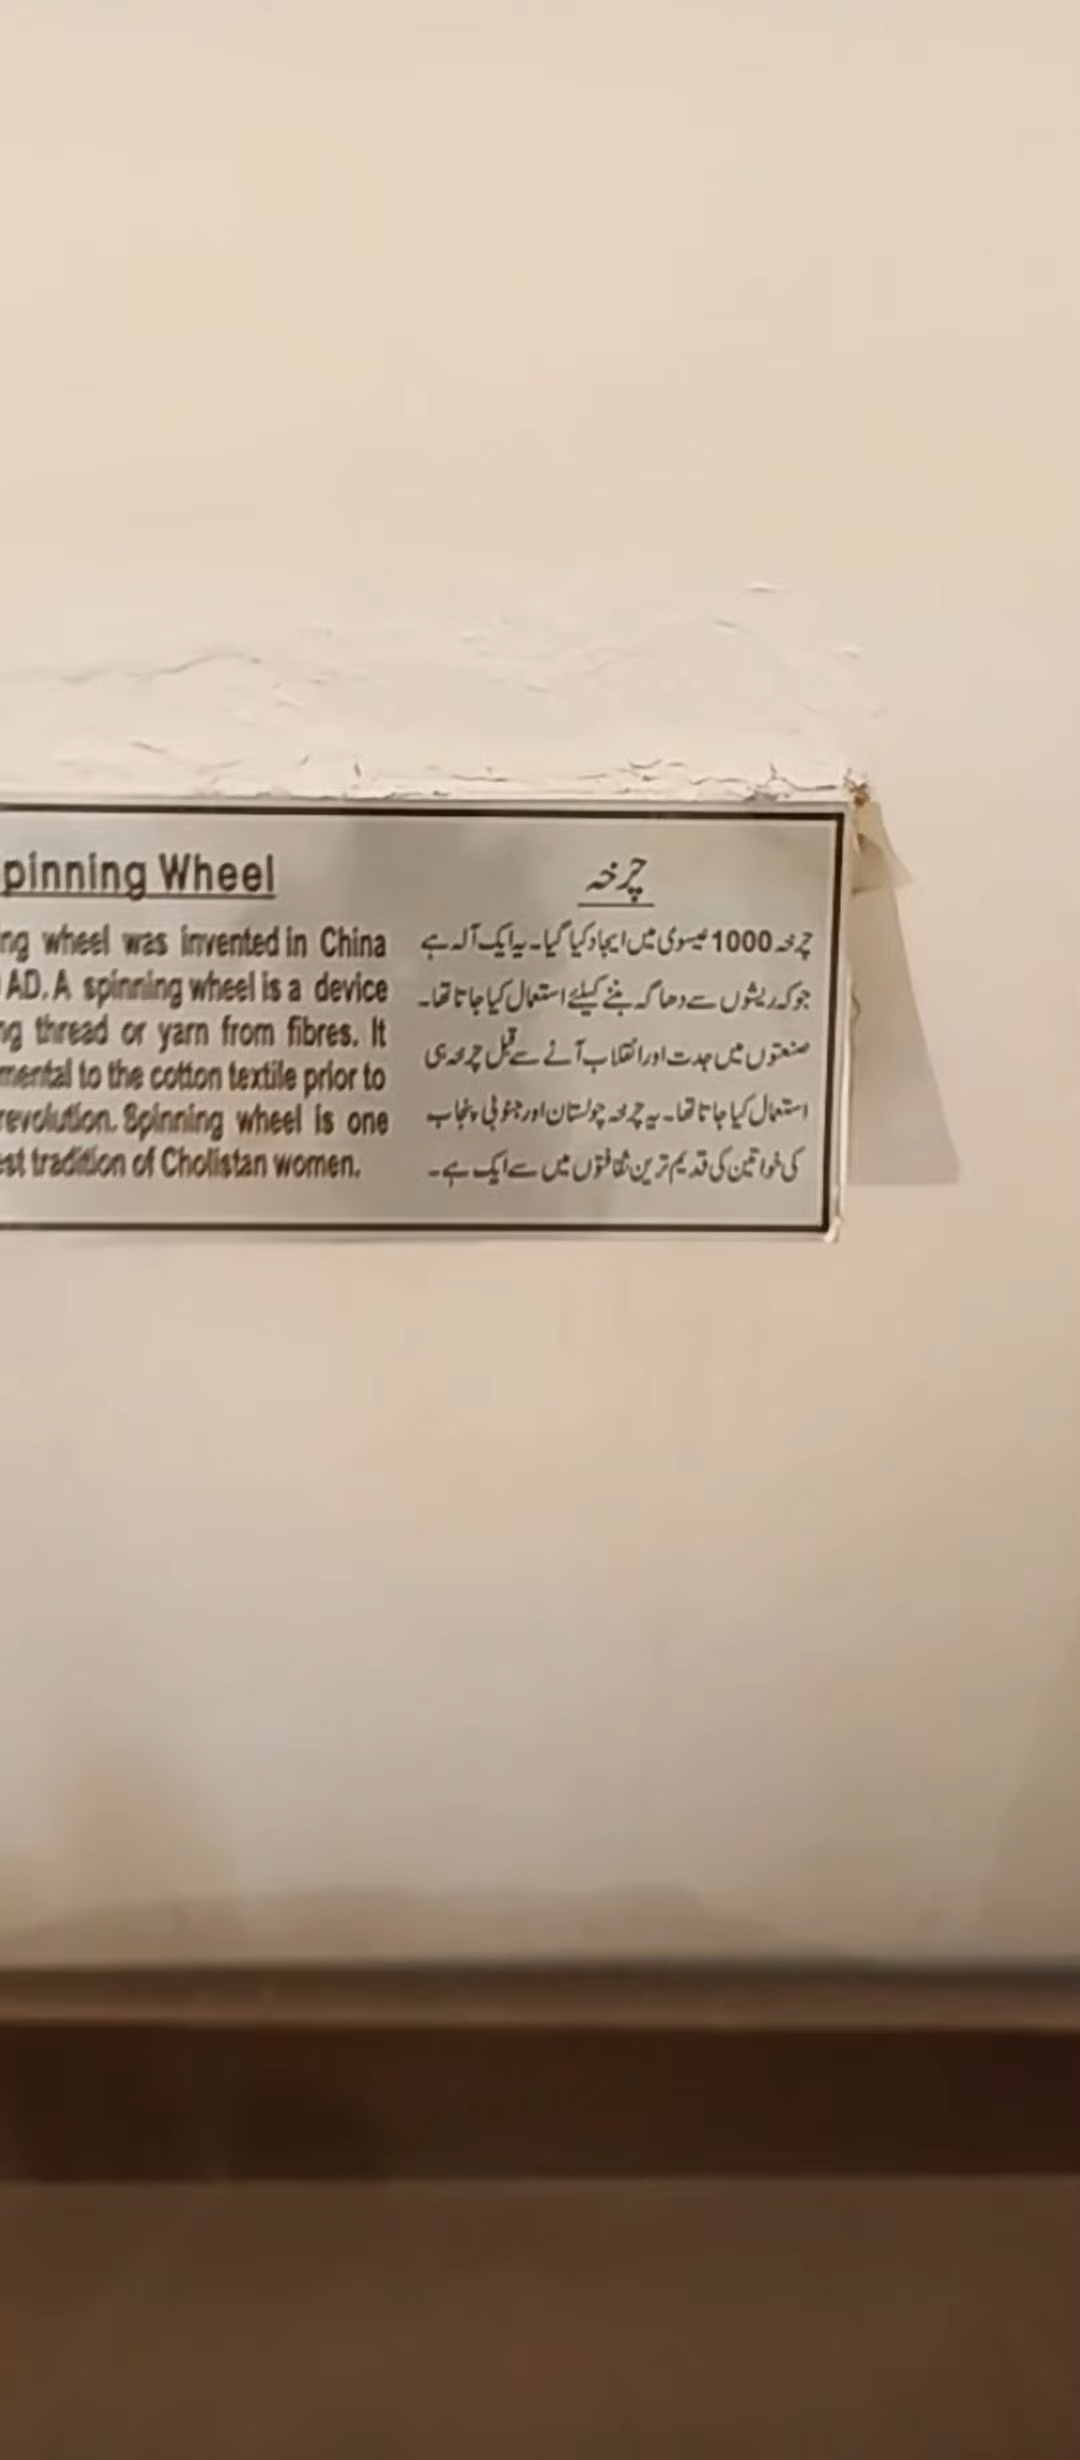 pinning Wheel
ng wheel was invented in China
AD. A spinning wheel is a device
ng thread or yarn from fibres. It
mental to the cotton textile prior to
revolution. Spinning wheel is one
est tradition of Cholistan women.
چرخہ
چرخہ 1000 عیسوی میں ایجاد کیا گیا۔ یہ ایک آلہ ہے
جو کہ ریشوں سے دھاگہ بننے کیلئے استعمال کیا جاتا تھا۔
صنعتوں میں جدت اور انقلاب آنے سے قبل چرخہ ہی
استعمال کیا جاتا تھا۔ یہ چرخہ چولستان اور جنوبی پنجاب
کی خواتین کی قدیم ترین ثقافتوں میں سے ایک ہے۔